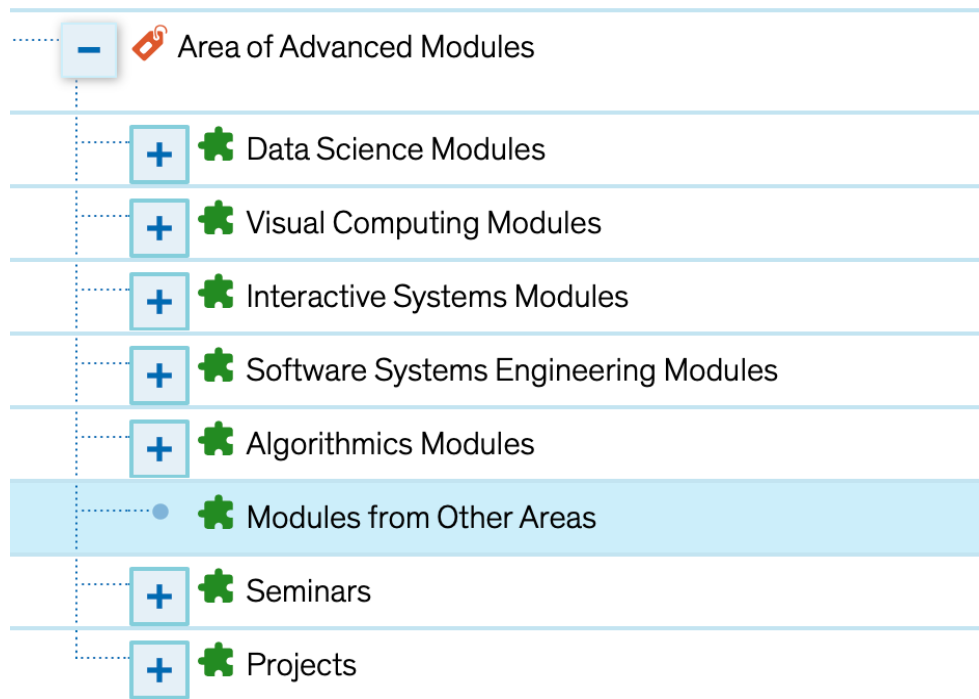 Area of Advanced Modules
Data Science Modules
Visual Computing Modules
Interactive Systems Modules
Software Systems Engineering Modules
Algorithmics Modules
Modules from Other Areas
Seminars
Projects